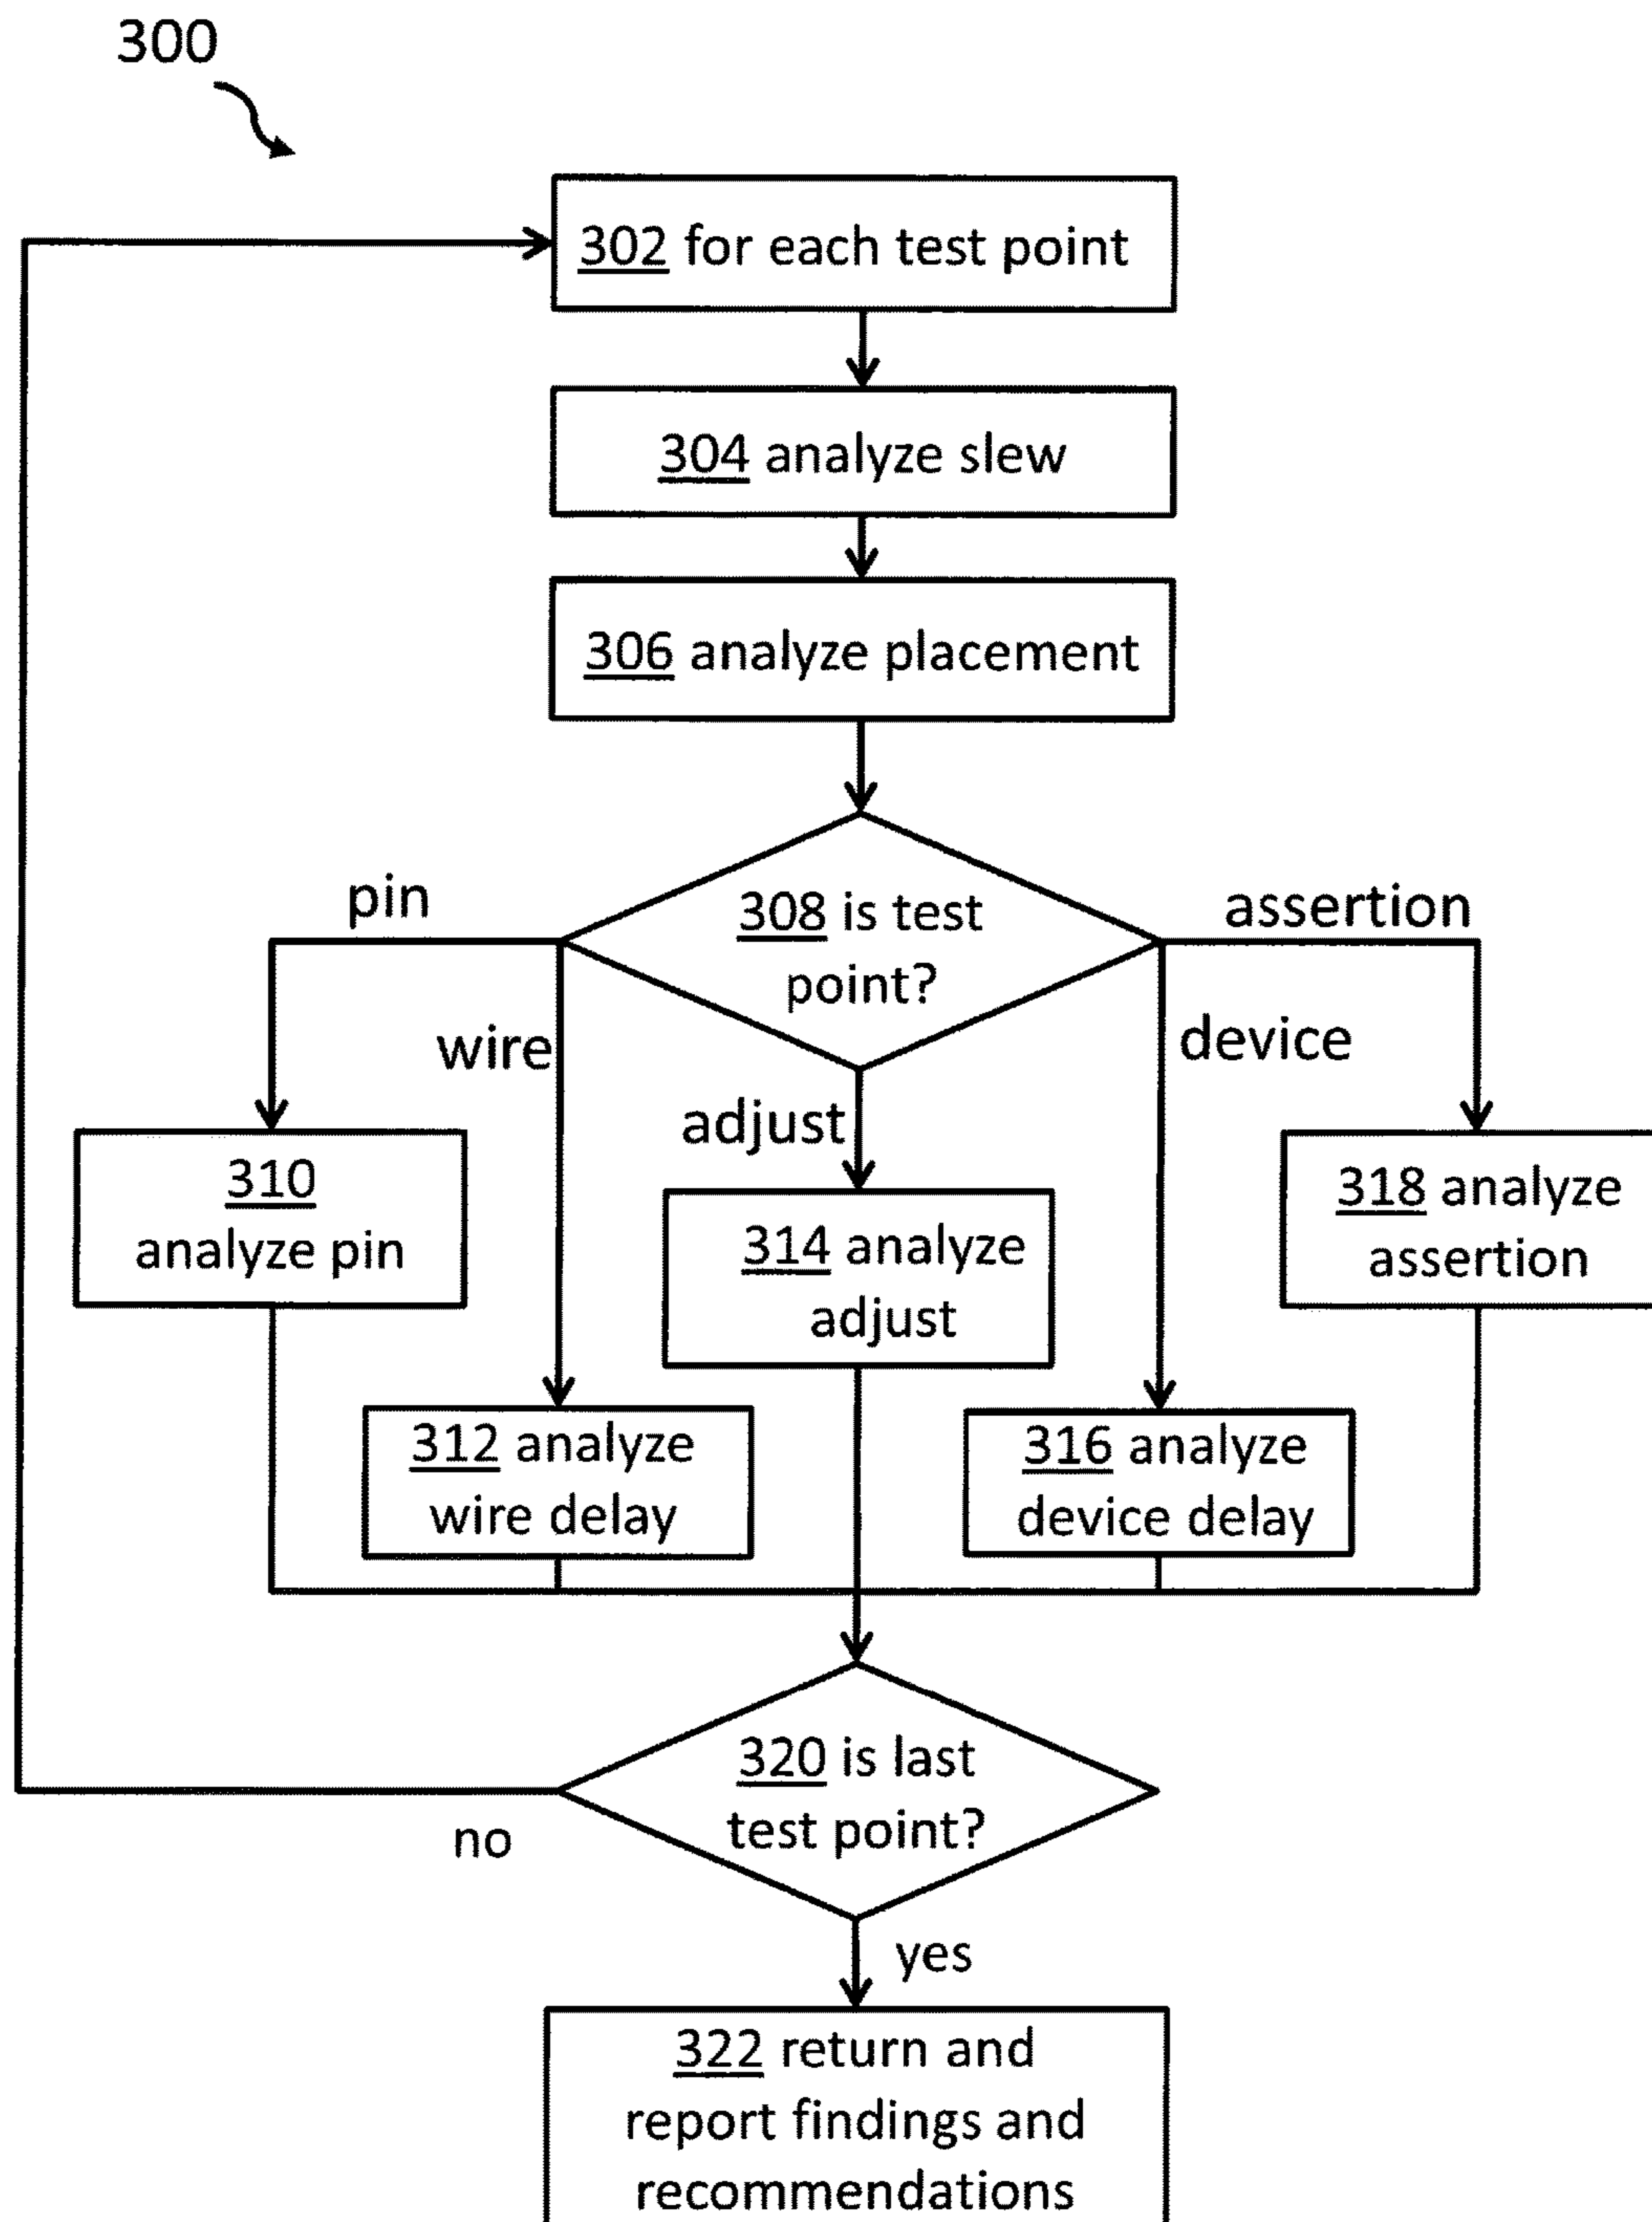 300
302 for each test point
304 analyze slew
306 analyze placement
308 is test
point?
pin
wire
adjust
device
assertion
310
analyze pin
312 analyze
wire delay
314 analyze
adjust
316 analyze
device delay
318 analyze
assertion
320 is last
test point?
no
yes
322 return and
report findings and
recommendations